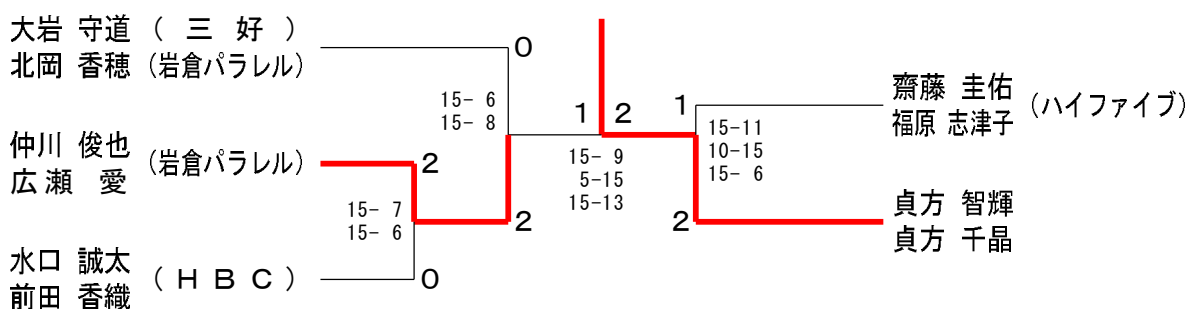 大岩 守道 ( 三 好 )
北岡 香穂 (岩倉パラレル)
0
15- 6
15- 8
仲川 俊也
広瀬 愛
(岩倉パラレル)
2
15- 7
15- 6
2
水口 誠太
前田 香織
( H B C )
0
1 2
15- 9
5-15
15-13
1
15-11
10-15
15- 6
2
齋藤 圭佑
福原 志津子
(ハイファイブ)
貞方 智輝
貞方 千晶